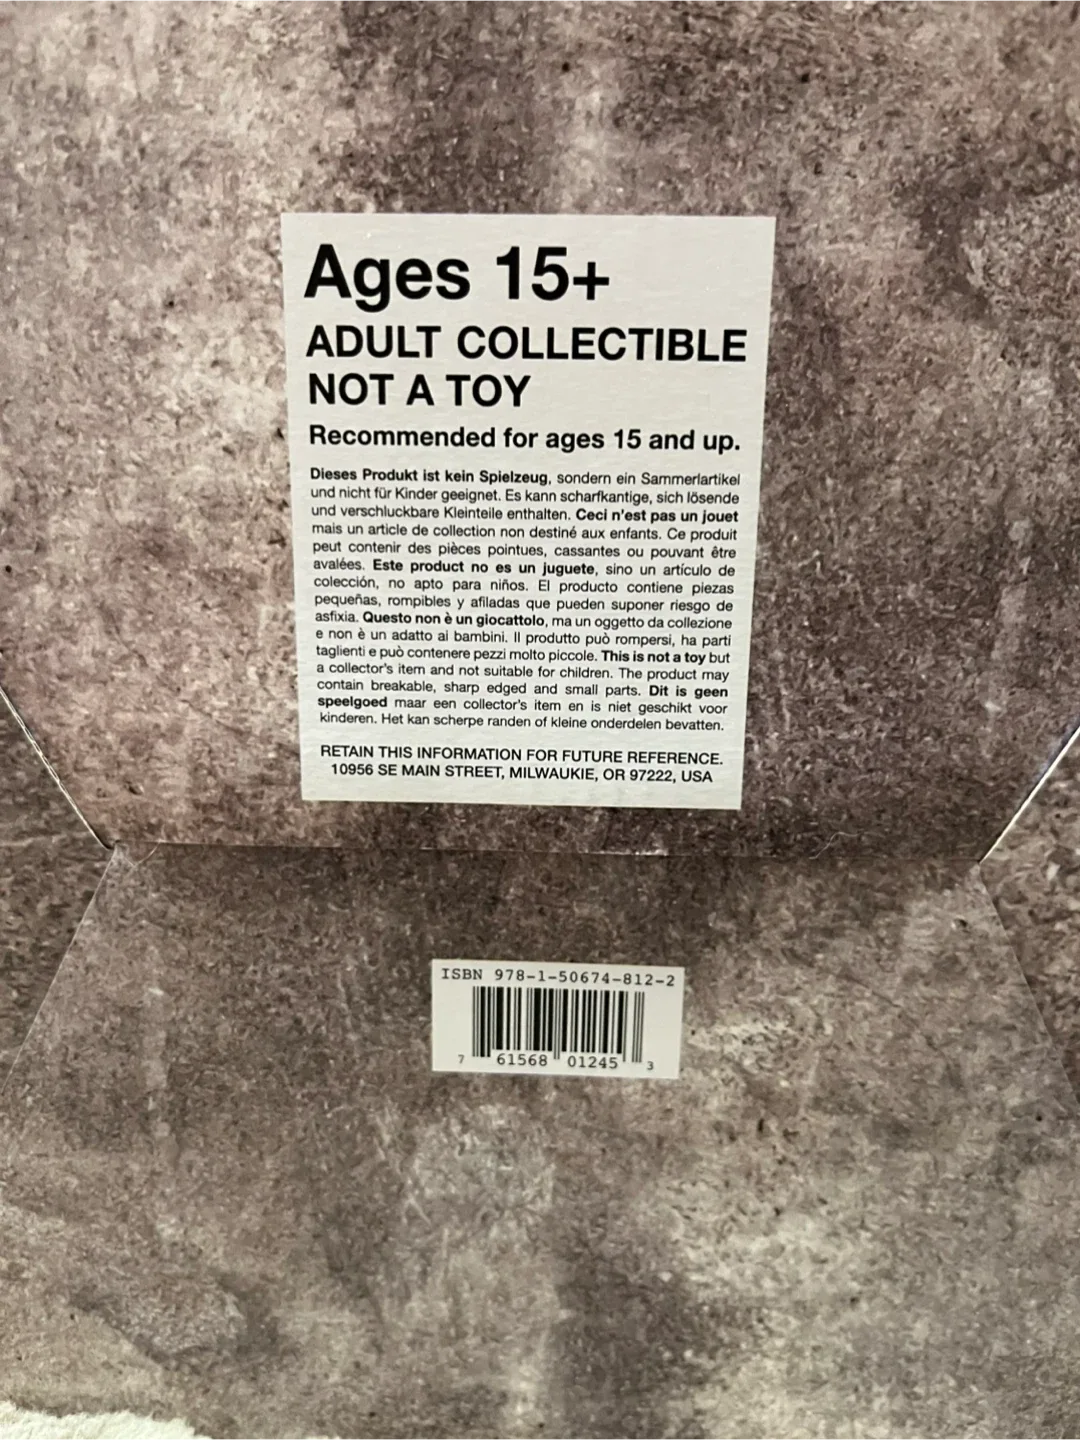 Ages 15+
ADULT COLLECTIBLE
NOT A TOY
Recommended for ages 15 and up.
Dieses Produkt ist kein Spielzeug, sondern ein Sammerlartikel
und nicht für Kinder geeignet. Es kann scharfkantige, sich lösende
und verschluckbare Kleinteile enthalten. Ceci n'est pas un jouet
mais un article de collection non destiné aux enfants. Ce produit
peut contenir des pièces pointues, cassantes ou pouvant être
avalées. Este product no es un juguete, sino un artículo de
colección, no apto para niños. El producto contiene piezas
pequeñas, rompibles y afiladas que pueden suponer riesgo de
asfixia. Questo non è un giocattolo, ma un oggetto da collezione
e non è un adatto ai bambini. Il produtto può rompersi, ha parti
taglienti e può contenere pezzi molto piccole. This is not a toy but
a collector's item and not suitable for children. The product may
contain breakable, sharp edged and small parts. Dit is geen
speelgoed maar een collector's item en is niet geschikt voor
kinderen. Het kan scherpe randen of kleine onderdelen bevatten.
RETAIN THIS INFORMATION FOR FUTURE REFERENCE.
10956 SE MAIN STREET, MILWAUKIE, OR 97222, USA
ISBN 978-1-50674-812-2
7 61568 01245 3